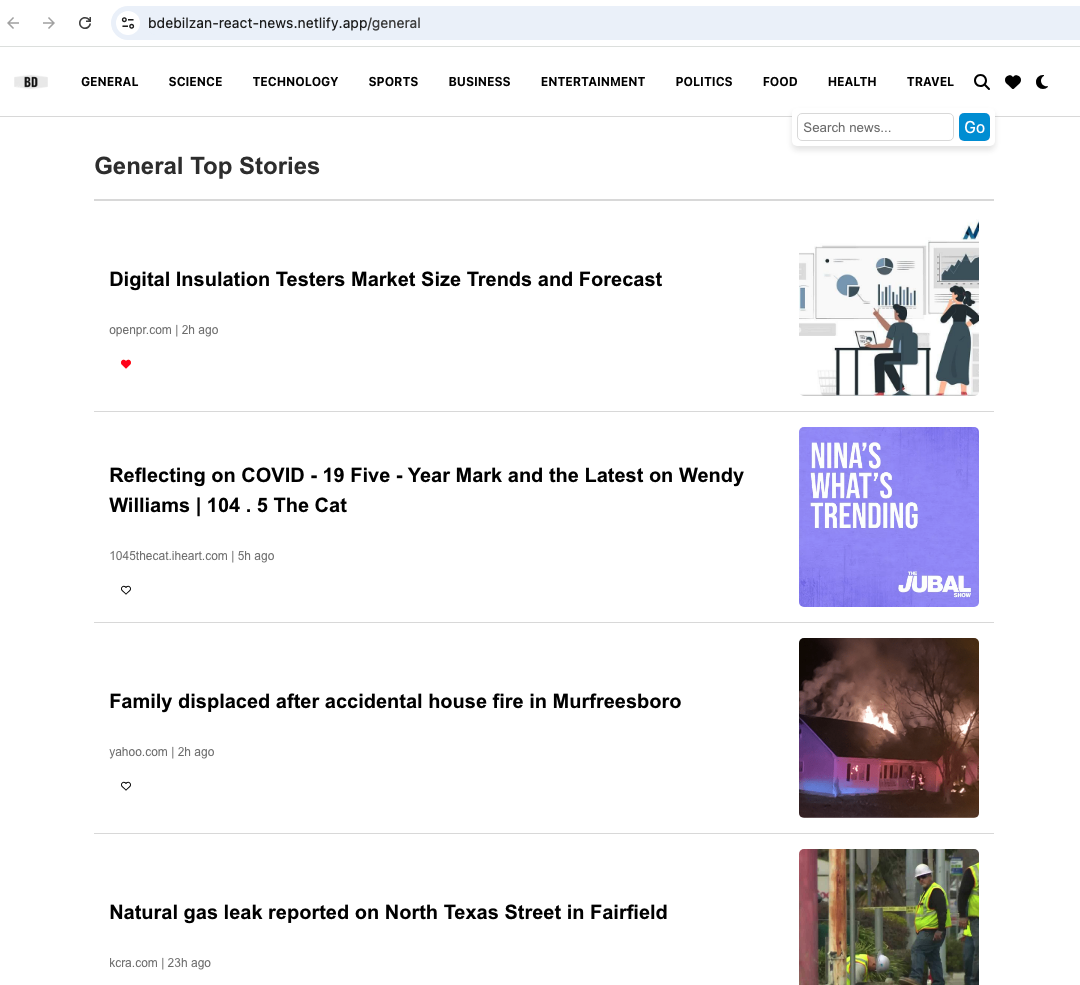 bdebilzan-react-news.netlify.app/general
BD GENERAL SCIENCE TECHNOLOGY SPORTS BUSINESS ENTERTAINMENT POLITICS FOOD HEALTH TRAVEL
Search news... Go
General Top Stories
Digital Insulation Testers Market Size Trends and Forecast
openpr.com | 2h ago
Reflecting on COVID - 19 Five - Year Mark and the Latest on Wendy
Williams | 104 . 5 The Cat
1045thecat.iheart.com | 5h ago
NINA'S
WHAT'S
TRENDING
THE
JUBAL
SHOW
Family displaced after accidental house fire in Murfreesboro
yahoo.com | 2h ago
Natural gas leak reported on North Texas Street in Fairfield
kcra.com | 23h ago